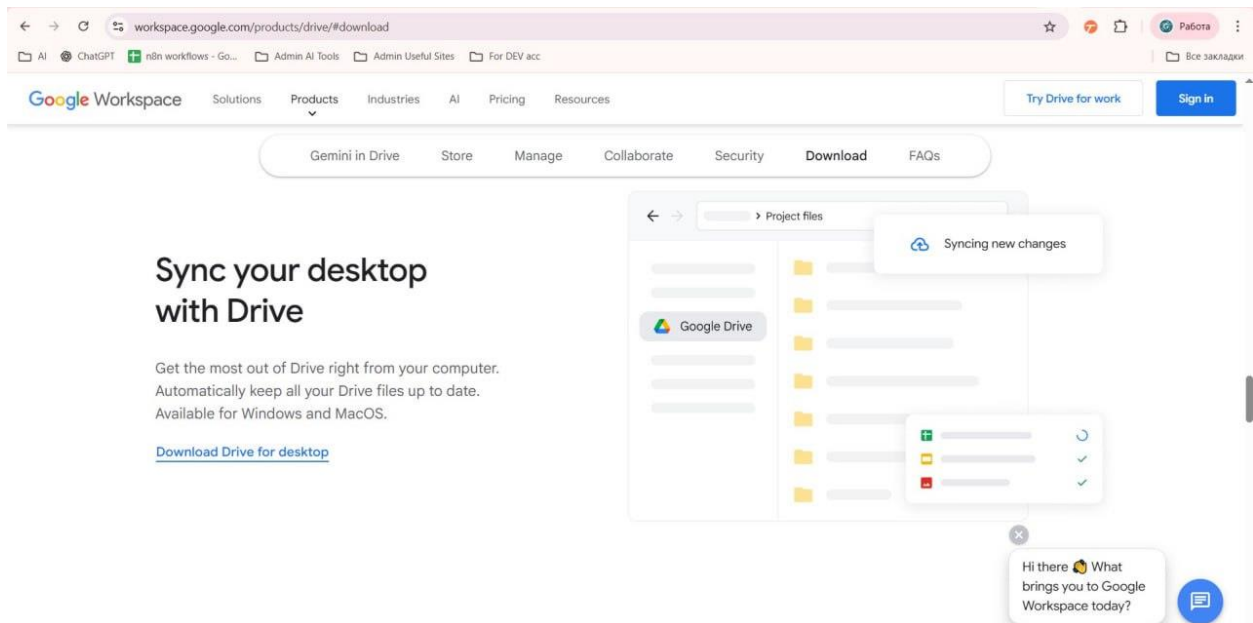 workspace.google.com/products/drive/#download
Работа
AI ChatGPT n8n workflows - Go... Admin AI Tools Admin Useful Sites For DEV acc
Все закладки
Google Workspace Solutions Products Industries AI Pricing Resources Try Drive for work Sign in
Gemini in Drive Store Manage Collaborate Security Download FAQs
Project files
Syncing new changes
Google Drive
Sync your desktop
with Drive
Get the most out of Drive right from your computer.
Automatically keep all your Drive files up to date.
Available for Windows and MacOS.
Download Drive for desktop
Hi there 👋 What
brings you to Google
Workspace today?